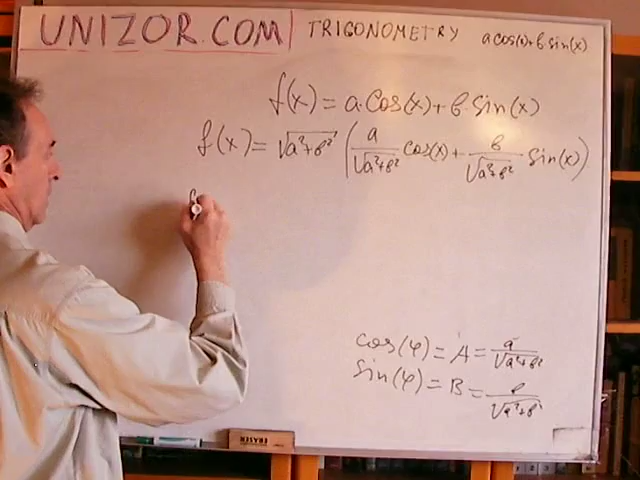 UNIZOR.COM | TRIGONOMETRY a cos(x)+b sin(x)
f(x) = a·Cos(x) + b·Sin(x)
f(x) = √(a²+b²) (a/√(a²+b²) cos(x) + b/√(a²+b²) sin(x))
cos(φ) = A = a/√(a²+b²)
sin(φ) = B = b/√(a²+b²)
ERASER